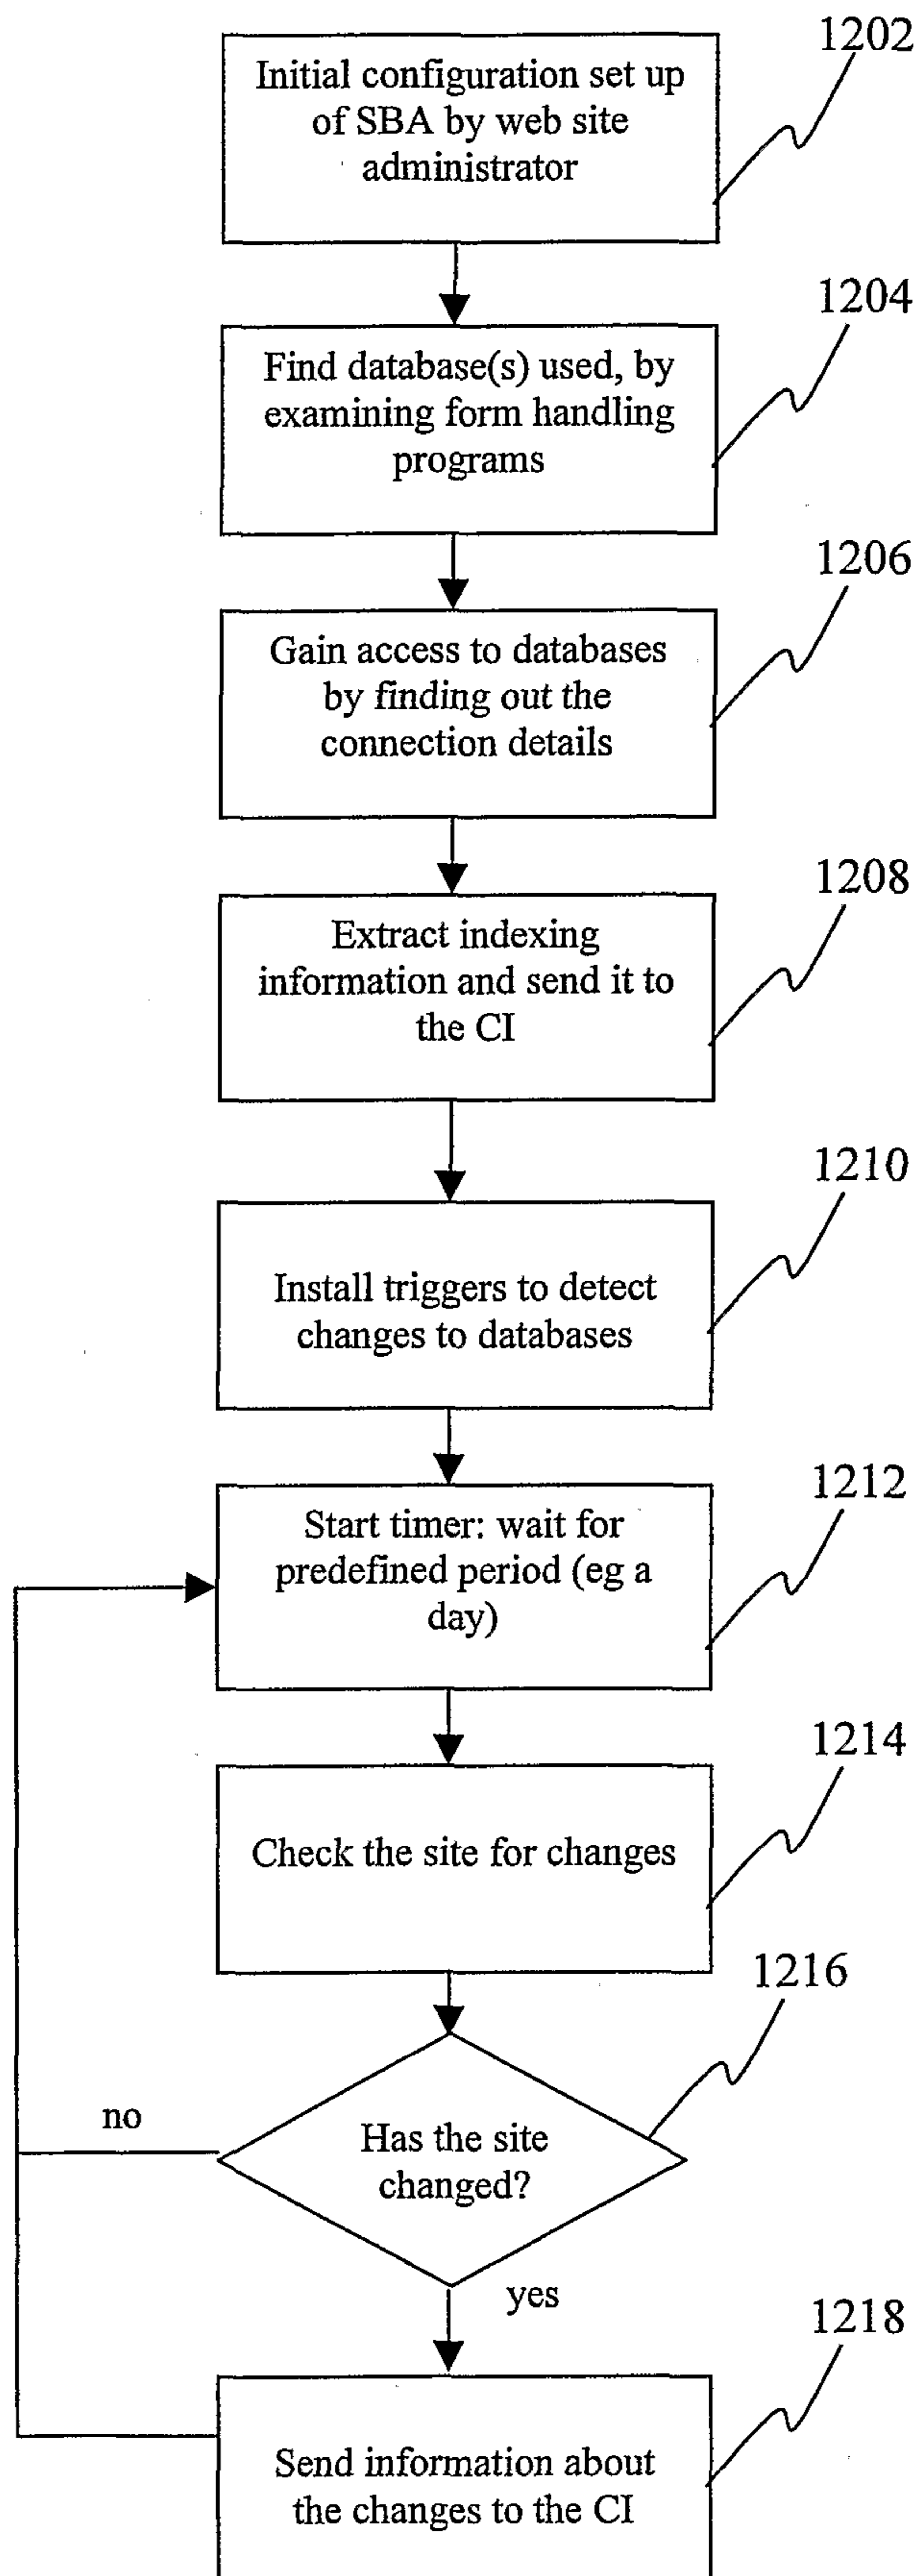 1202
Initial configuration set up
of SBA by web site
administrator
1204
Find database(s) used, by
examining form handling
programs
1206
Gain access to databases
by finding out the
connection details
1208
Extract indexing
information and send it to
the CI
1210
Install triggers to detect
changes to databases
1212
Start timer: wait for
predefined period (eg a
day)
1214
Check the site for changes
1216
no
Has the site
changed?
yes
1218
Send information about
the changes to the CI